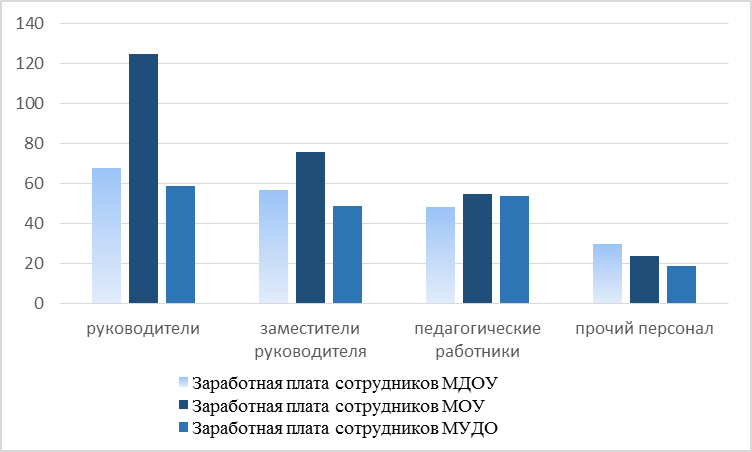 140
120
100
80
60
40
20
0
руководители заместители педагогические прочий персонал
руководителя работники
Заработная плата сотрудников МДОУ
Заработная плата сотрудников МОУ
Заработная плата сотрудников МУДО